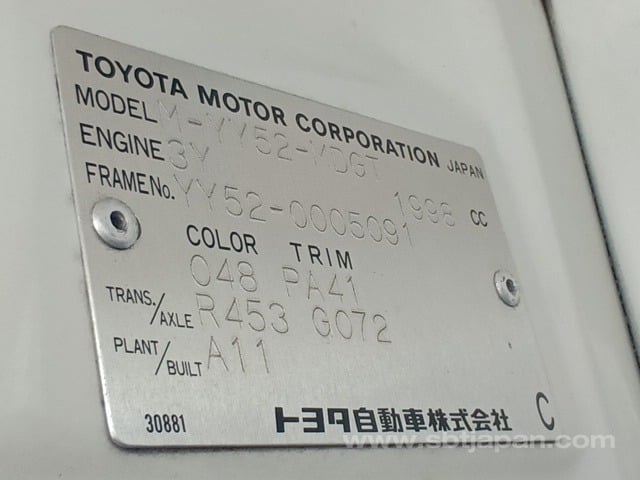 TOYOTA MOTOR CORPORATION JAPAN
MODEL M-YY52-MDGT
ENGINE 3Y 1998 CC
FRAME No. YY52-0005091
COLOR TRIM
048 PA41
TRANS./AXLE R453 G072
PLANT/BUILT A11
30881 トヨタ自動車株式会社 C
www.sbtjapan.com